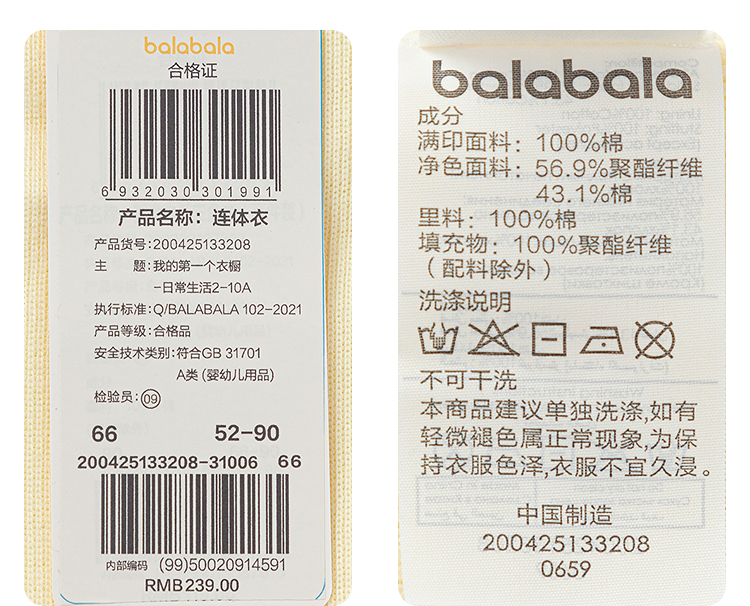 balabala
合格证
6 932030 301991
产品名称：连体衣
产品货号：200425133208
主 题：我的第一个衣橱
-日常生活2-10A
执行标准：Q/BALABALA 102-2021
产品等级：合格品
安全技术类别：符合GB 31701
A类 (婴幼儿用品)
检验员：09
66 52-90
200425133208-31006 66
内部编码 (99)50020914591
RMB239.00
balabala
成分
满印面料：100%棉
净色面料：56.9%聚酯纤维
43.1%棉
里料：100%棉
填充物：100%聚酯纤维
（配料除外）
洗涤说明
不可干洗
本商品建议单独洗涤,如有
轻微褪色属正常现象,为保
持衣服色泽,衣服不宜久浸。
中国制造
200425133208
0659